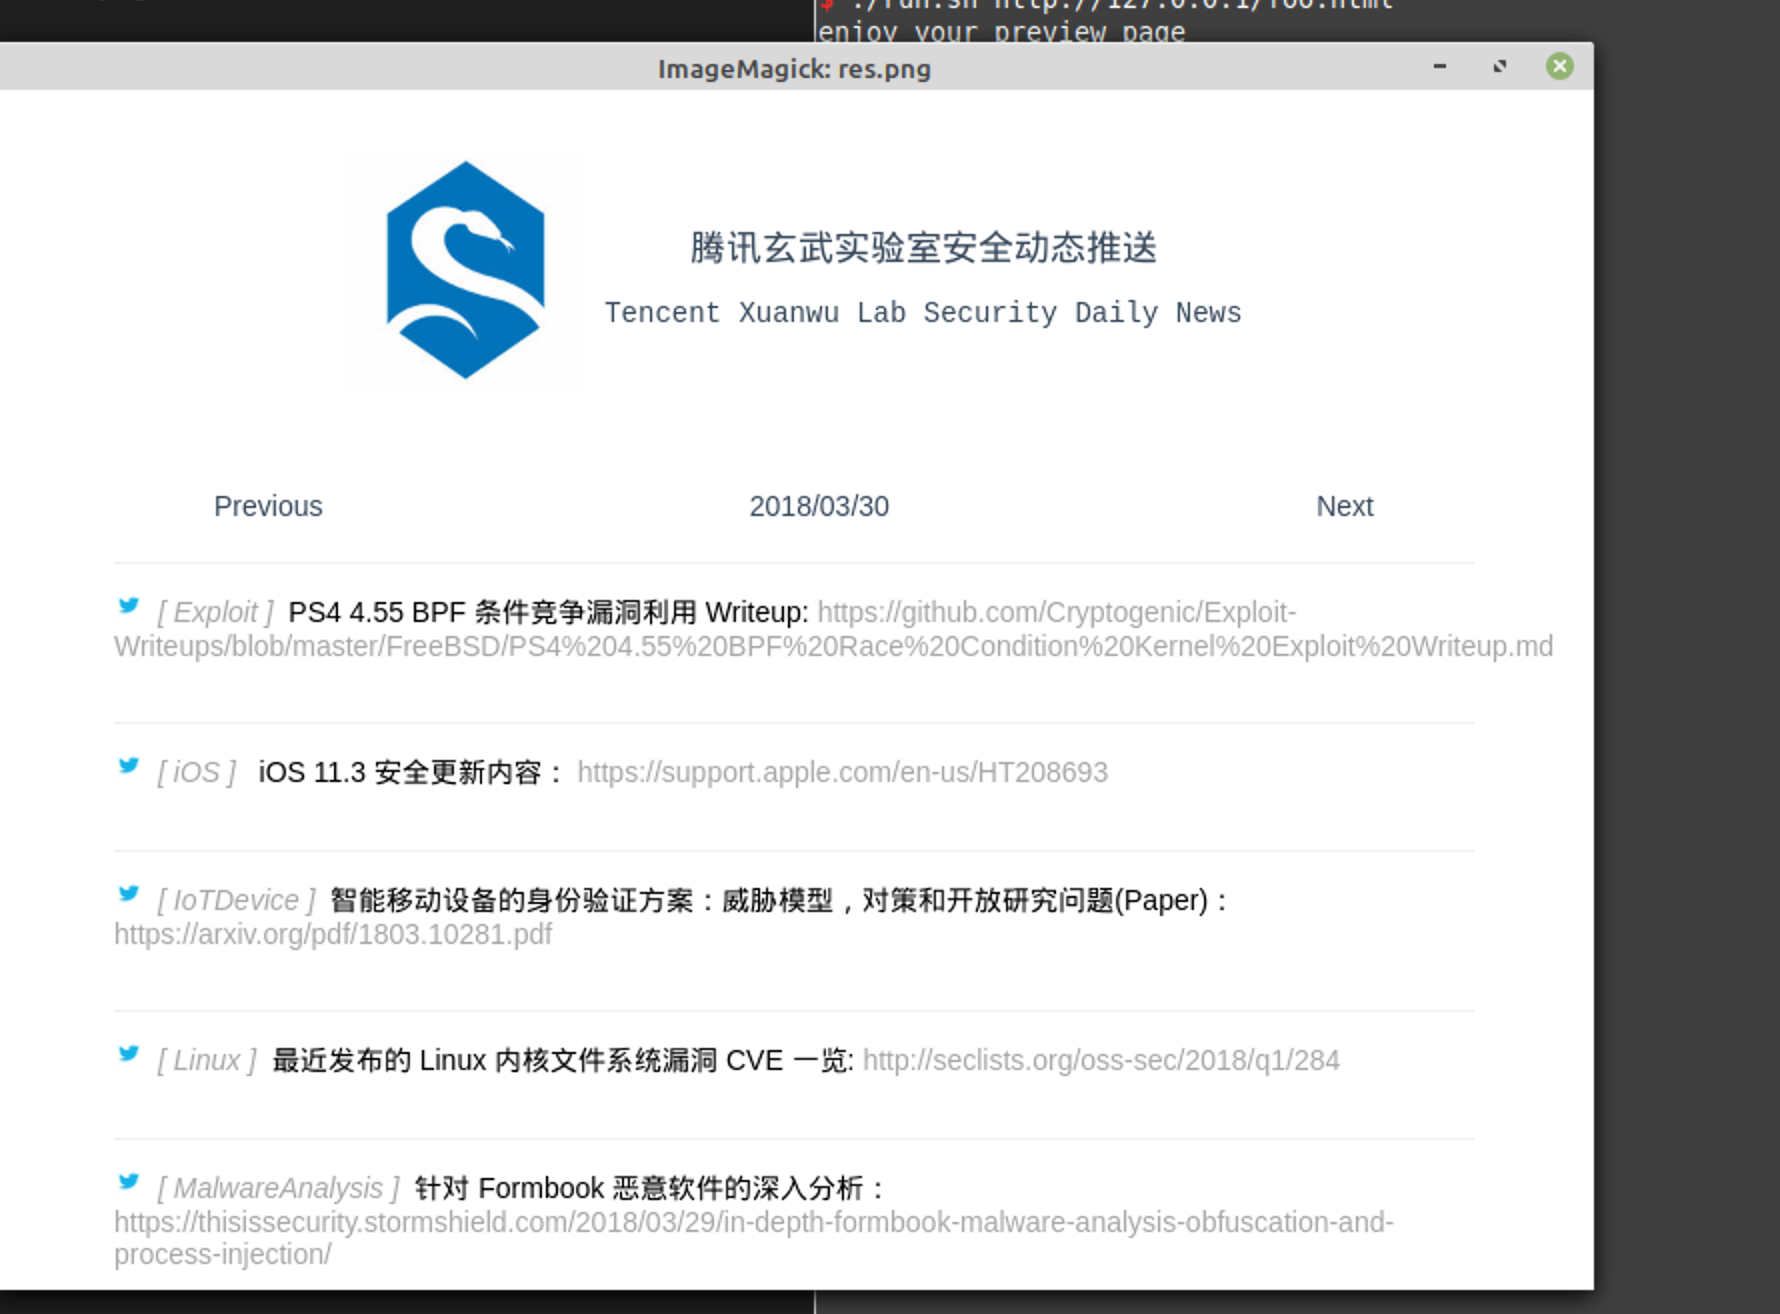 $ ./run.sh http://127.0.0.1/foo.html
enjoy your preview page
ImageMagick: res.png
腾讯玄武实验室安全动态推送
Tencent Xuanwu Lab Security Daily News
Previous 2018/03/30 Next
[ Exploit ] PS4 4.55 BPF 条件竞争漏洞利用 Writeup: https://github.com/Cryptogenic/Exploit-
Writeups/blob/master/FreeBSD/PS4%204.55%20BPF%20Race%20Condition%20Kernel%20Exploit%20Writeup.md
[ iOS ] iOS 11.3 安全更新内容： https://support.apple.com/en-us/HT208693
[ IoTDevice ] 智能移动设备的身份验证方案：威胁模型，对策和开放研究问题(Paper)：
https://arxiv.org/pdf/1803.10281.pdf
[ Linux ] 最近发布的 Linux 内核文件系统漏洞 CVE 一览: http://seclists.org/oss-sec/2018/q1/284
[ MalwareAnalysis ] 针对 Formbook 恶意软件的深入分析：
https://thisissecurity.stormshield.com/2018/03/29/in-depth-formbook-malware-analysis-obfuscation-and-
process-injection/